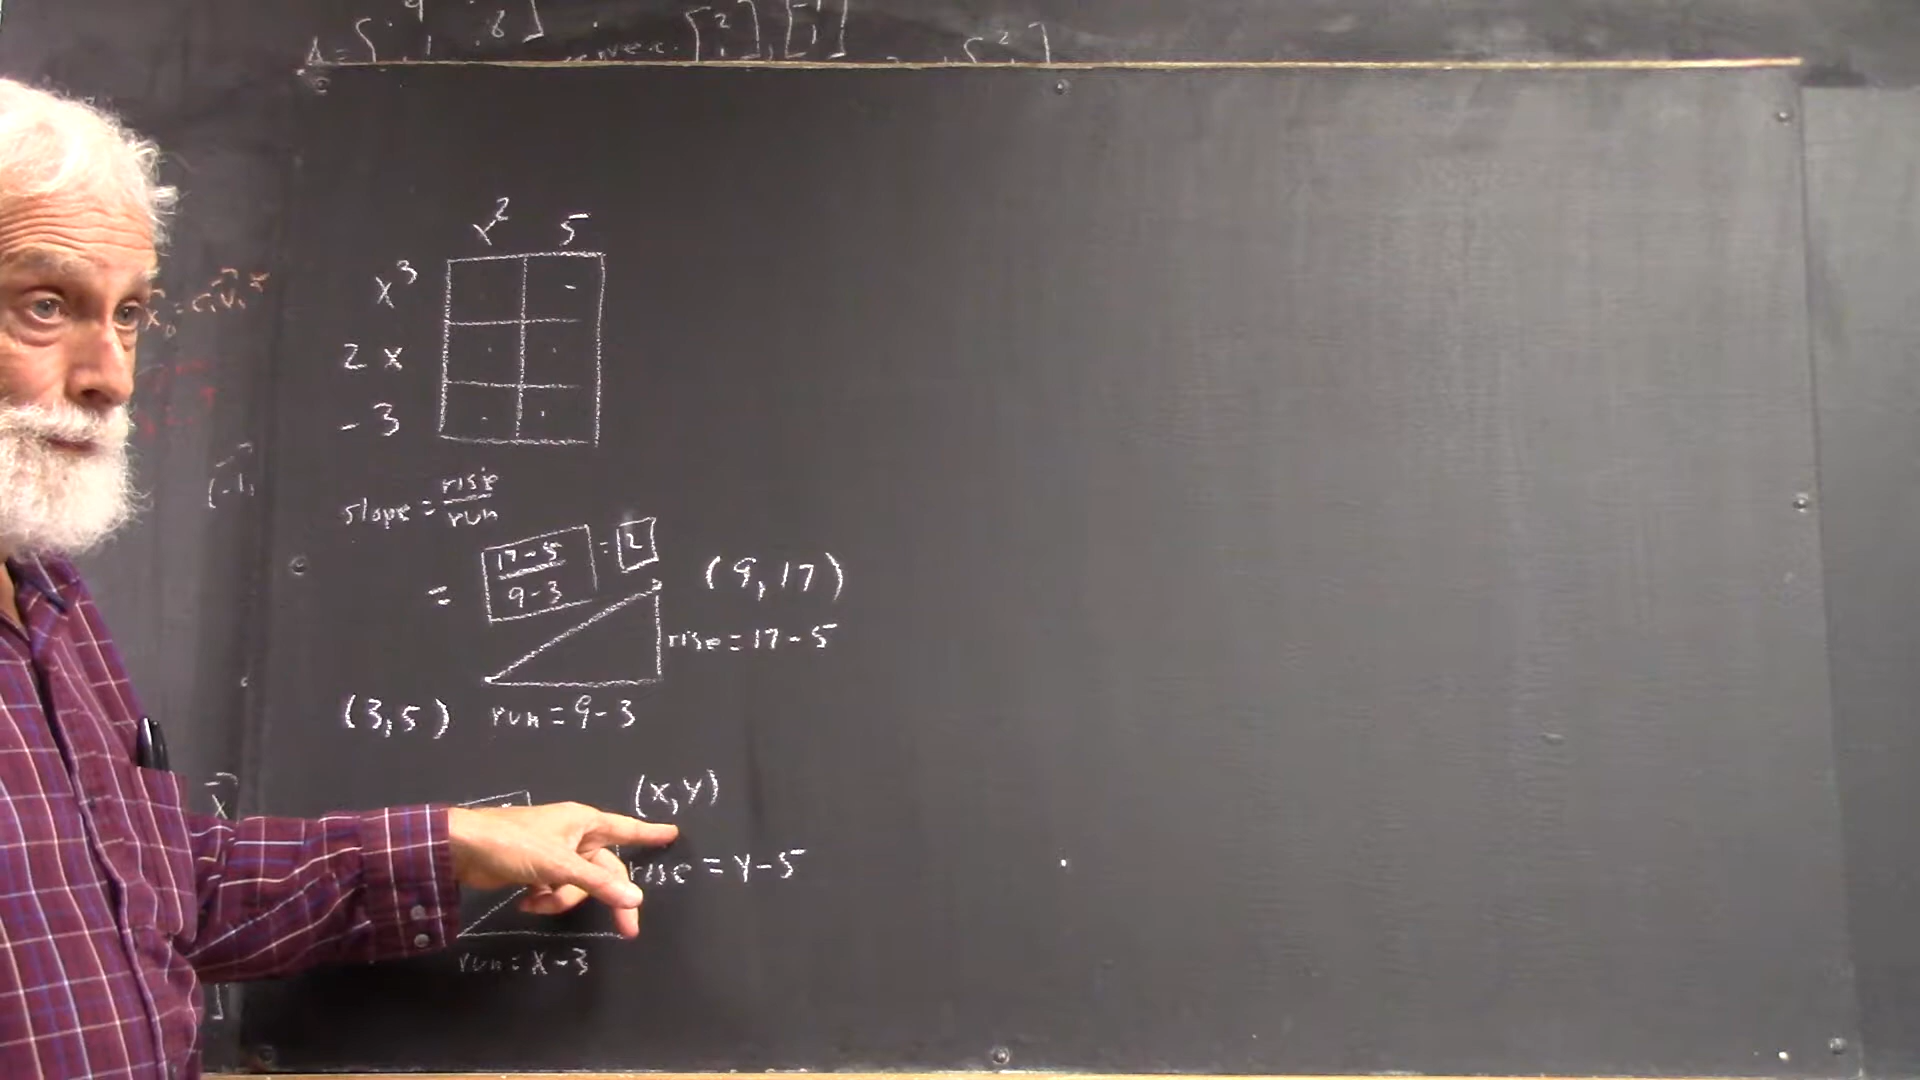 x² 5
x³
2x
-3
slope = rise/run
= 17-5/9-3 = 2
(9,17)
rise = 17-5
(3,5) run = 9-3
(x,y)
rise = y-5
run = x-3